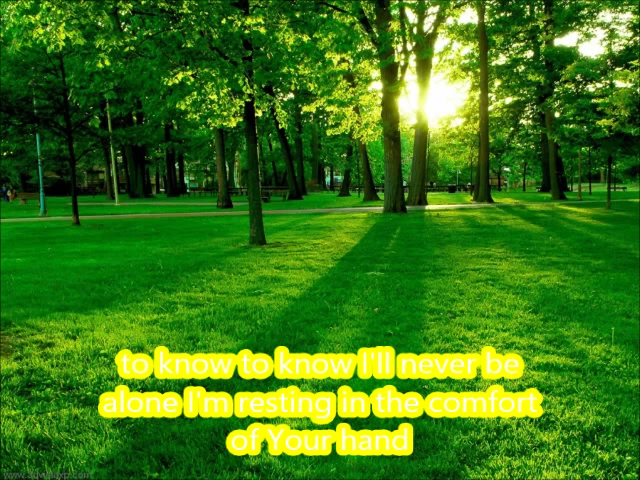 to know to know I'll never be
alone I'm resting in the comfort
of Your hand